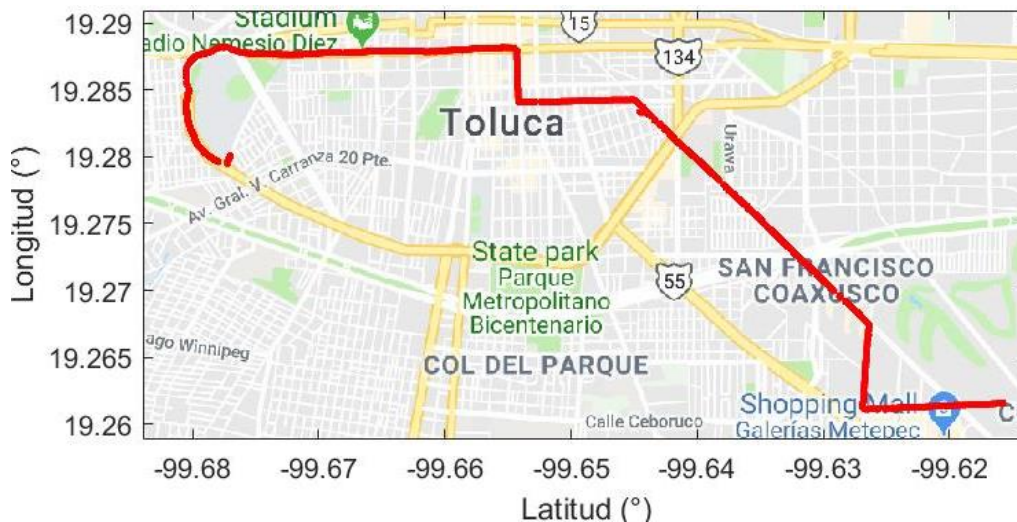 Stadium
adio Nemesio Díez
15
134
Toluca
Urawa
Av. Gral. V. Carranza 20 Pte.
State park
Parque
Metropolitano
Bicentenario
55
SAN FRANCISCO
COAXUSCO
ago Winnipeg
COL DEL PARQUE
Shopping Mall
Galerías Metepec
Calle Ceboruco
C
19.29
19.285
19.28
19.275
19.27
19.265
19.26
Longitud (°)
-99.68 -99.67 -99.66 -99.65 -99.64 -99.63 -99.62
Latitud (°)